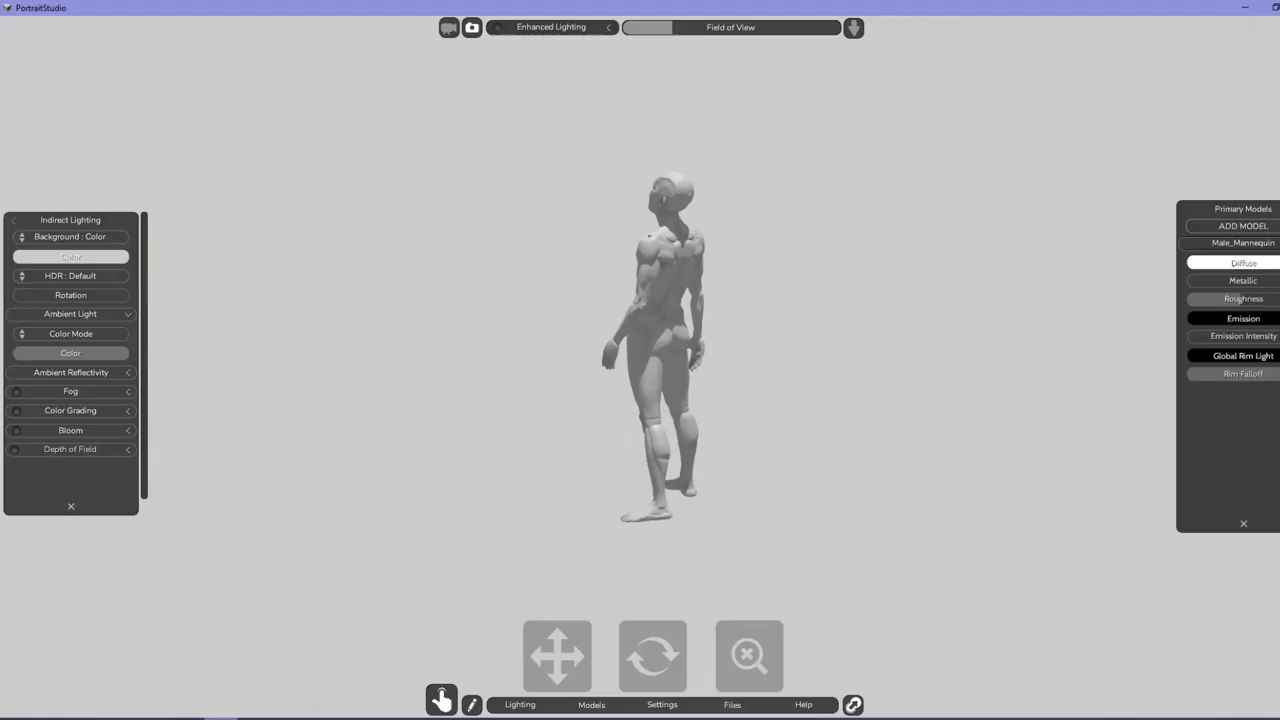 PortraitStudio
Enhanced Lighting
Field of View
Indirect Lighting
Background : Color
Color
HDR : Default
Rotation
Ambient Light
Color Mode
Color
Ambient Reflectivity
Fog
Color Grading
Bloom
Depth of Field
Primary Models
ADD MODEL
Male_Mannequin
Diffuse
Metallic
Roughness
Emission
Emission Intensity
Global Rim Light
Rim Falloff
Lighting
Models
Settings
Files
Help